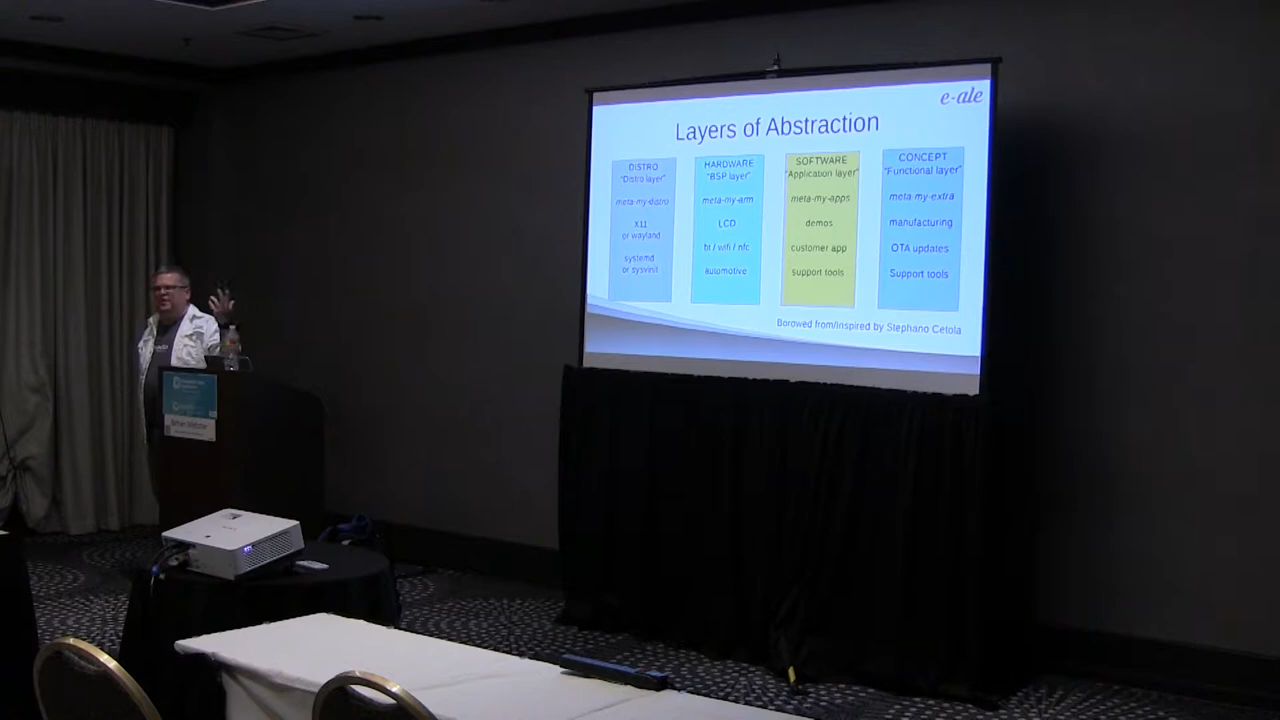 e-ale
Layers of Abstraction
DISTRO
"Distro layer"
meta-my-distro
X11
or wayland
systemd
or sysvinit
HARDWARE
"BSP layer"
meta-my-arm
LCD
bt / wifi / nfc
automotive
SOFTWARE
"Application layer"
meta-my-apps
demos
customer app
support tools
CONCEPT
"Functional layer"
meta-my-extra
manufacturing
OTA updates
Support tools
Borowed from/Inspired by Stephano Cetola